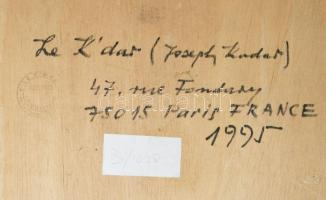 Le K'dar (Joseph Kadar)
47. rue Fondary
75015 Paris FRANCE
1995